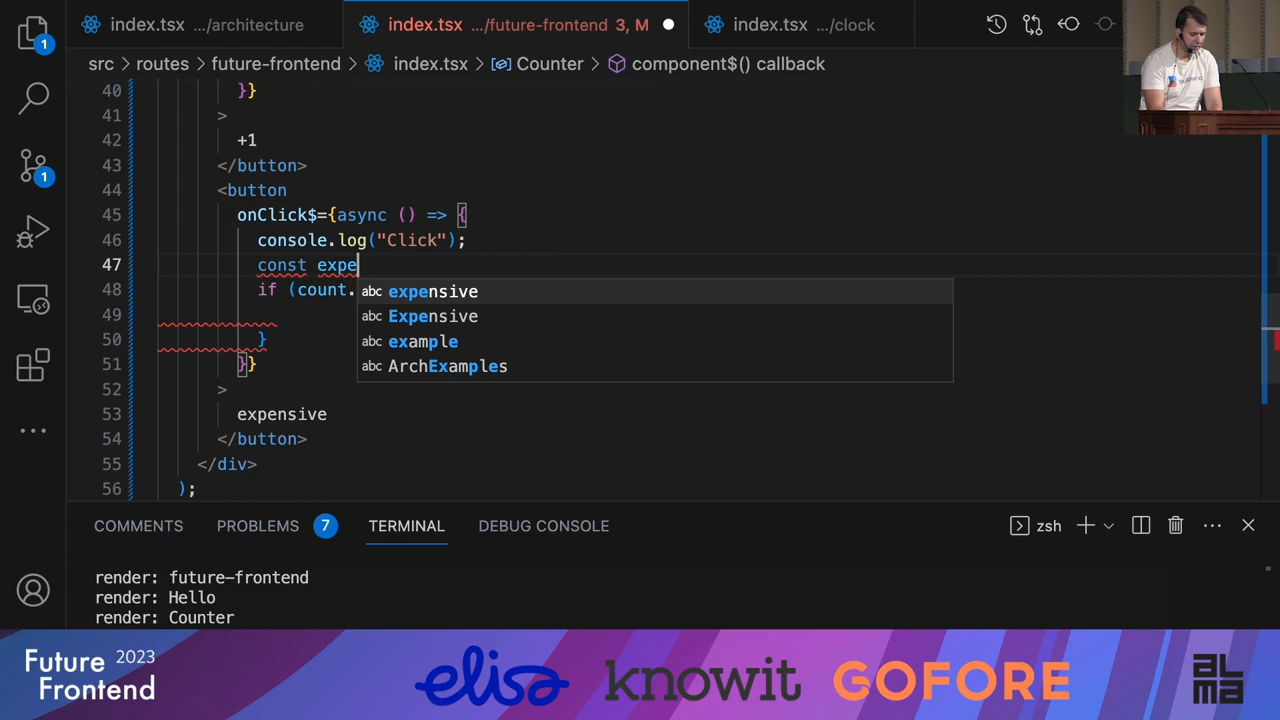 index.tsx .../architecture
index.tsx .../future-frontend 3, M
index.tsx .../clock
src > routes > future-frontend > index.tsx > Counter > component$() callback
40 }}
41 >
42 +1
43 </button>
44 <button
45 onClick$={async () => {
46 console.log("Click");
47 const expe
48 if (count.
49
50 }
51 }}
52 >
53 expensive
54 </button>
55 </div>
56 );
abc expensive
abc Expensive
abc example
abc ArchExamples
1
1
COMMENTS PROBLEMS 7 TERMINAL DEBUG CONSOLE
zsh
render: future-frontend
render: Hello
render: Counter
Future 2023
Frontend
elisa
knowit
GOFORE
ALMA